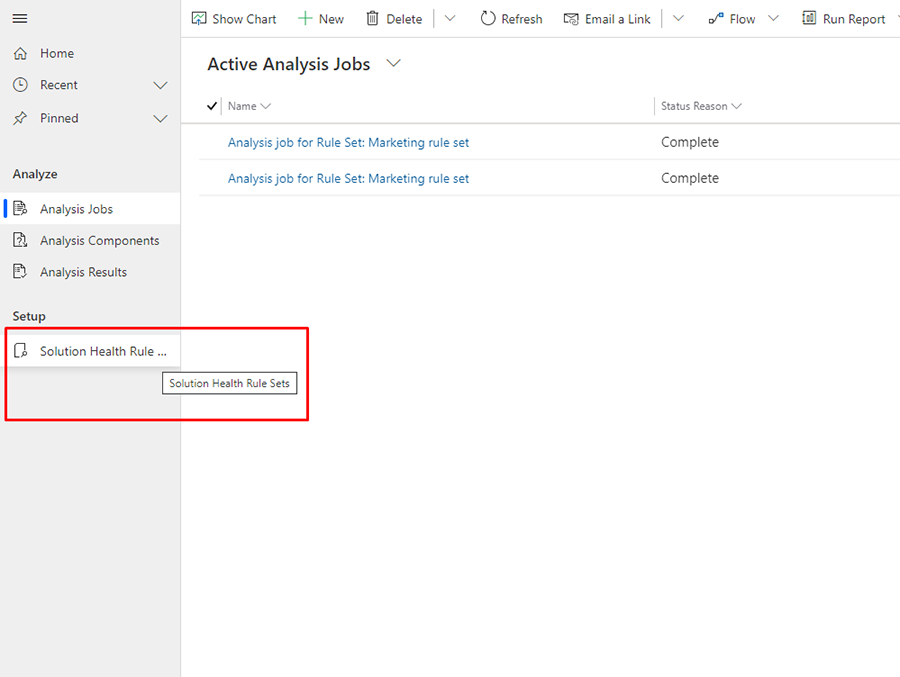 Show Chart New Delete Refresh Email a Link Flow Run Report
Home
Recent
Pinned
Analyze
Analysis Jobs
Analysis Components
Analysis Results
Setup
Solution Health Rule ...
Solution Health Rule Sets
Active Analysis Jobs
Name Status Reason
Analysis job for Rule Set: Marketing rule set Complete
Analysis job for Rule Set: Marketing rule set Complete